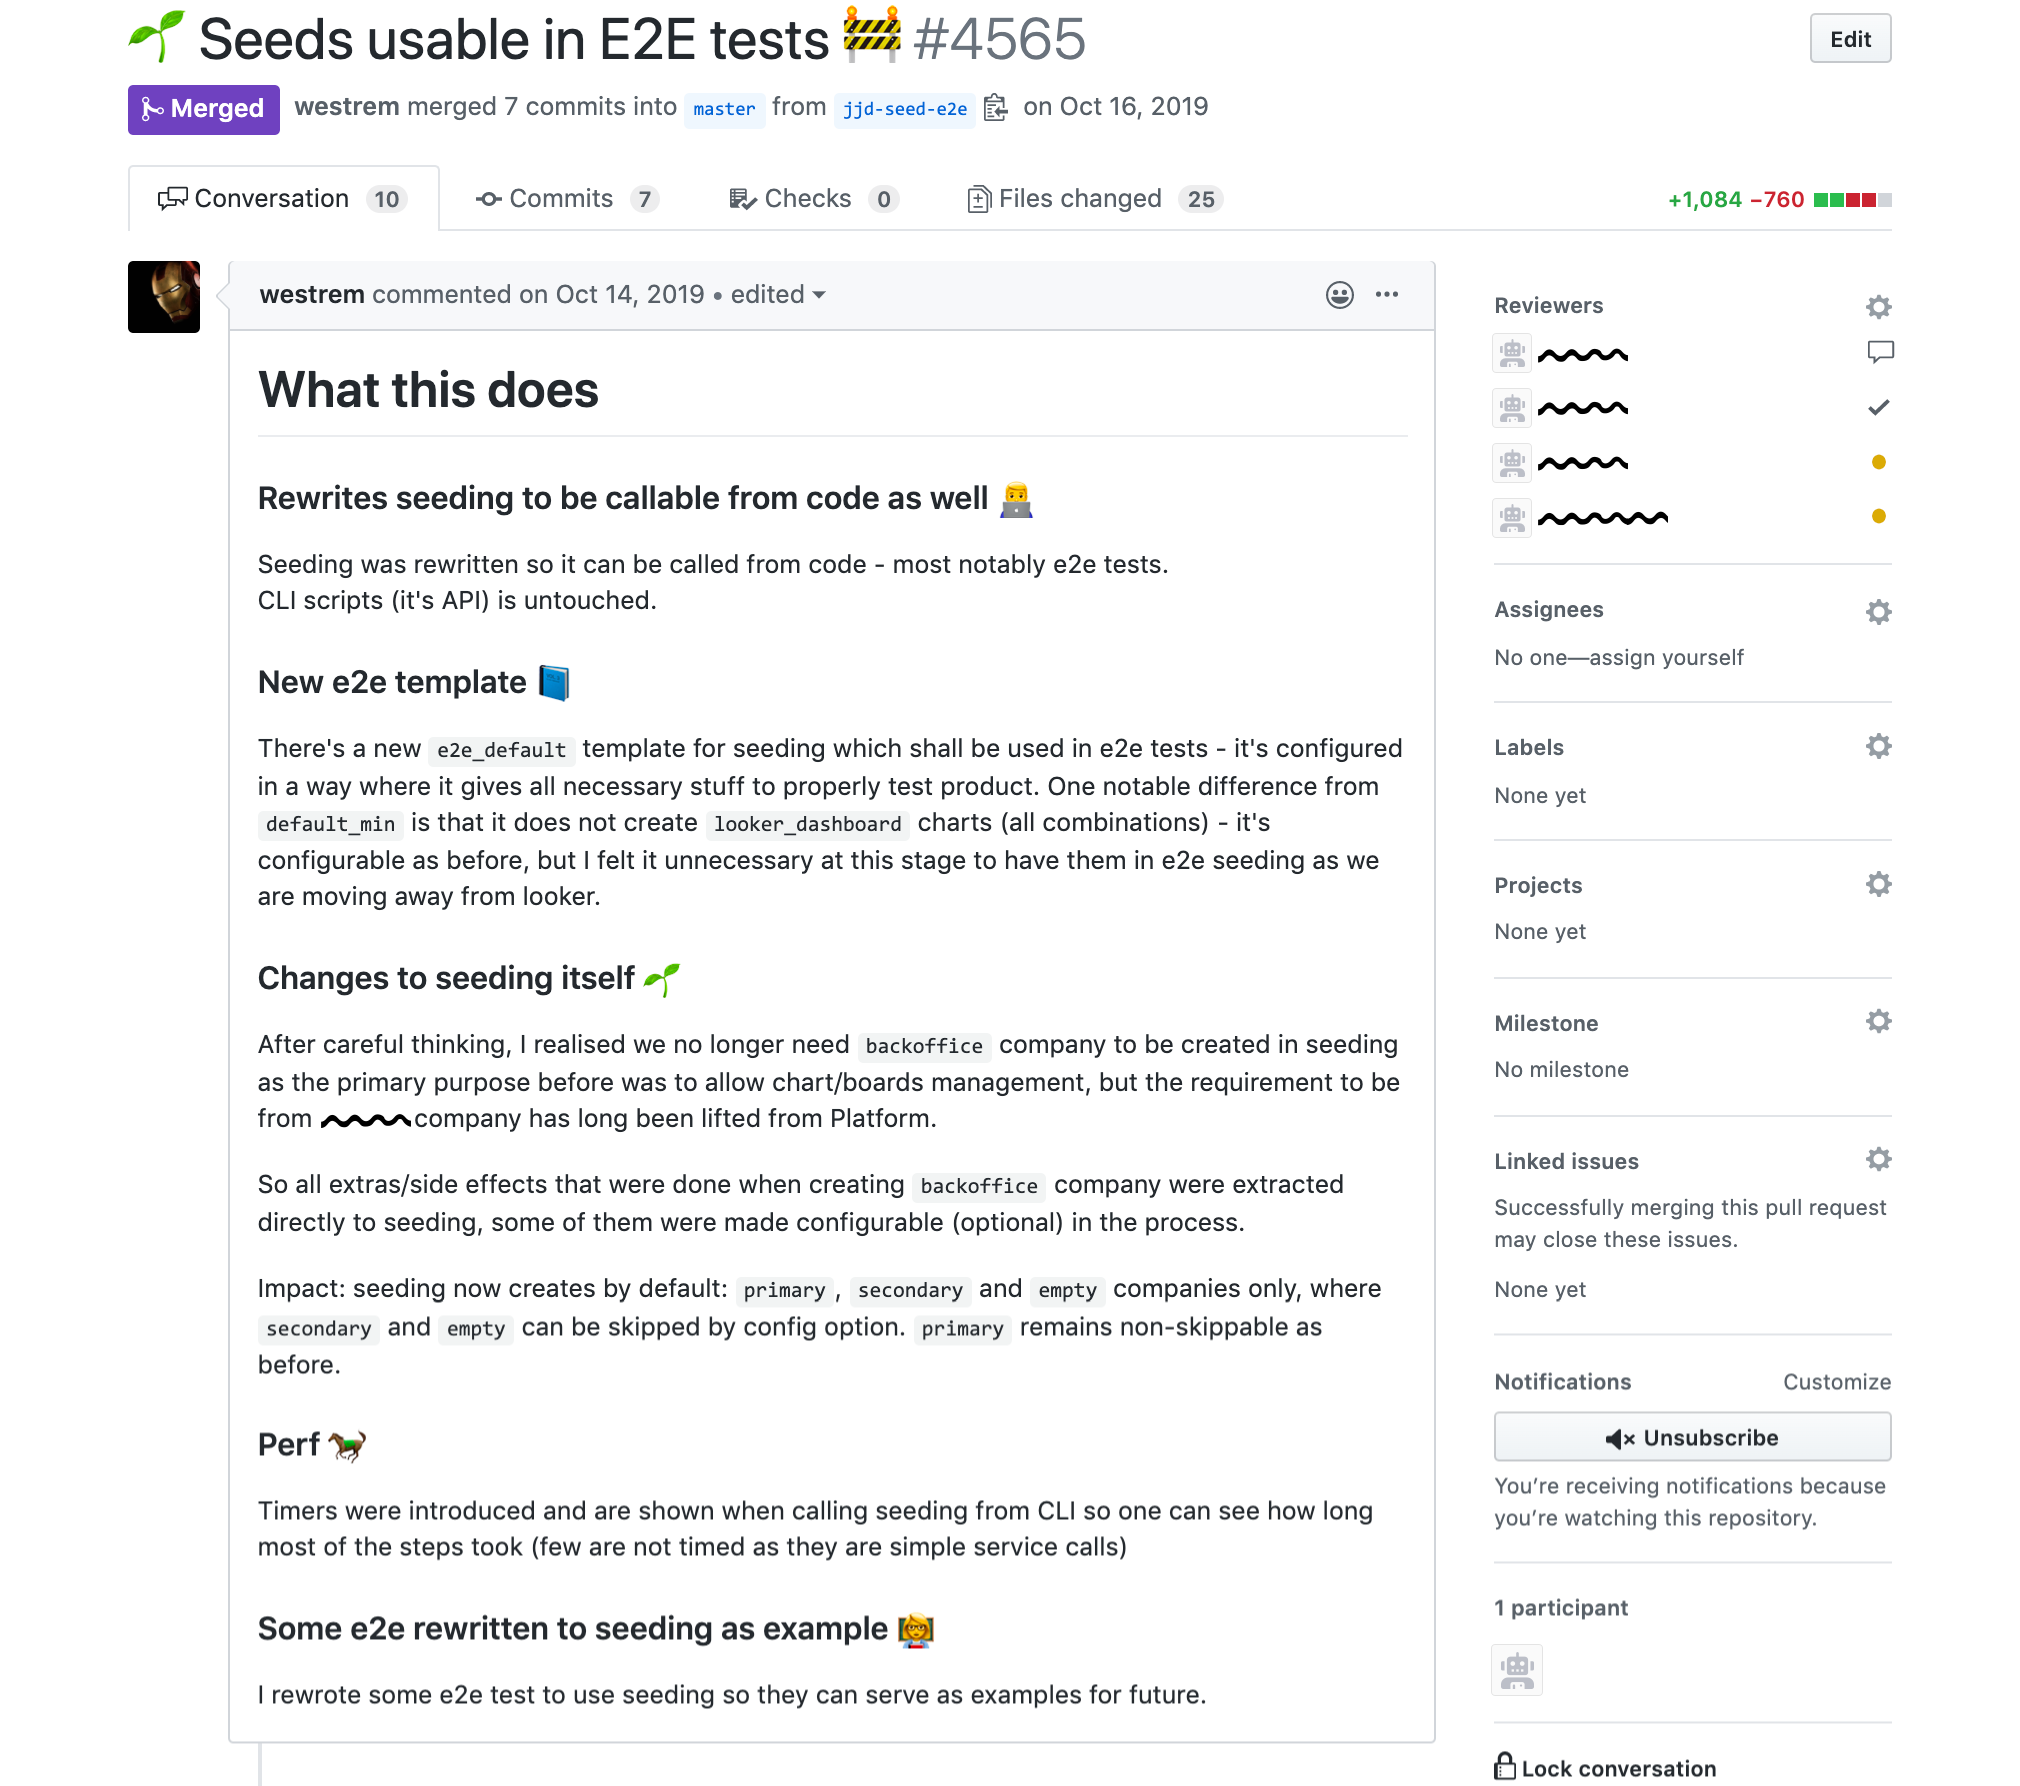 Seeds usable in E2E tests #4565
Edit
Merged
westrem merged 7 commits into master from jjd-seed-e2e on Oct 16, 2019
Conversation 10
Commits 7
Checks 0
Files changed 25
+1,084 −760
westrem commented on Oct 14, 2019 • edited
What this does
Rewrites seeding to be callable from code as well
Seeding was rewritten so it can be called from code - most notably e2e tests.
CLI scripts (it's API) is untouched.
New e2e template
There's a new e2e_default template for seeding which shall be used in e2e tests - it's configured
in a way where it gives all necessary stuff to properly test product. One notable difference from
default_min is that it does not create looker_dashboard charts (all combinations) - it's
configurable as before, but I felt it unnecessary at this stage to have them in e2e seeding as we
are moving away from looker.
Changes to seeding itself
After careful thinking, I realised we no longer need backoffice company to be created in seeding
as the primary purpose before was to allow chart/boards management, but the requirement to be
from company has long been lifted from Platform.
So all extras/side effects that were done when creating backoffice company were extracted
directly to seeding, some of them were made configurable (optional) in the process.
Impact: seeding now creates by default: primary, secondary and empty companies only, where
secondary and empty can be skipped by config option. primary remains non-skippable as
before.
Perf
Timers were introduced and are shown when calling seeding from CLI so one can see how long
most of the steps took (few are not timed as they are simple service calls)
Some e2e rewritten to seeding as example
I rewrote some e2e test to use seeding so they can serve as examples for future.
Reviewers
Assignees
No one—assign yourself
Labels
None yet
Projects
None yet
Milestone
No milestone
Linked issues
Successfully merging this pull request
may close these issues.
None yet
Notifications
Customize
Unsubscribe
You’re receiving notifications because
you’re watching this repository.
1 participant
Lock conversation